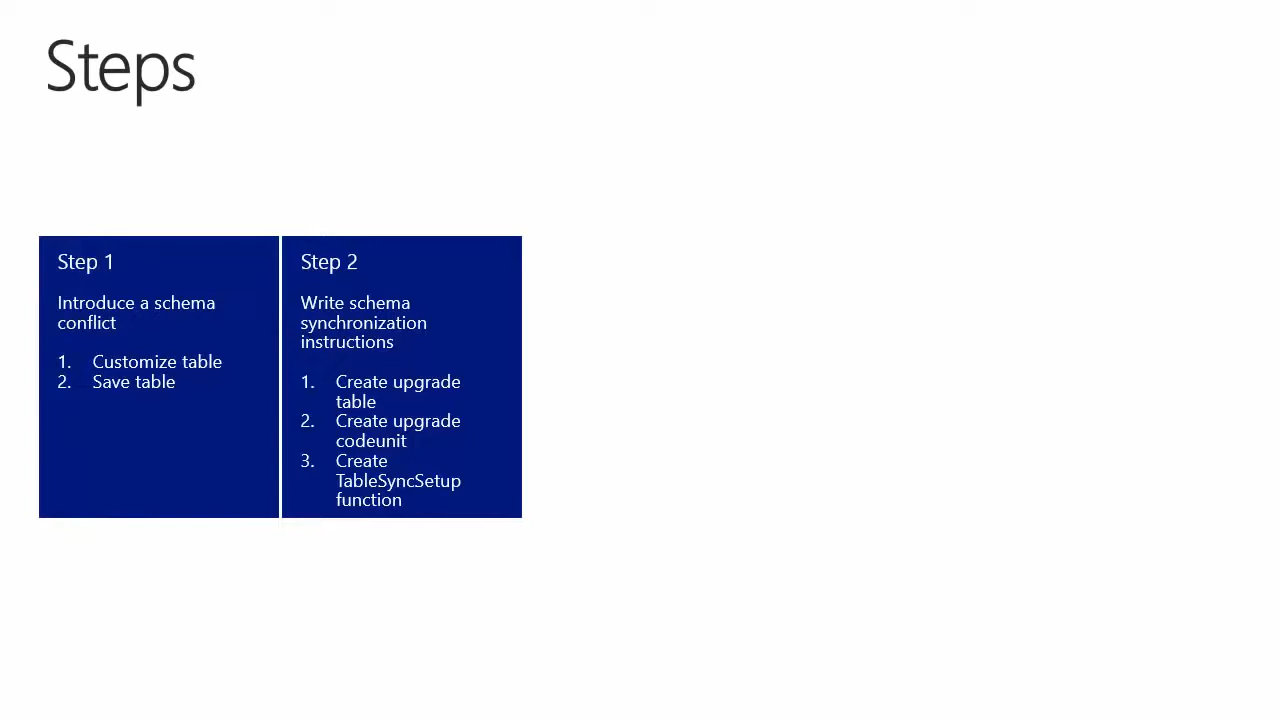 Steps
Step 1
Introduce a schema
conflict
1. Customize table
2. Save table
Step 2
Write schema
synchronization
instructions
1. Create upgrade
table
2. Create upgrade
codeunit
3. Create
TableSyncSetup
function